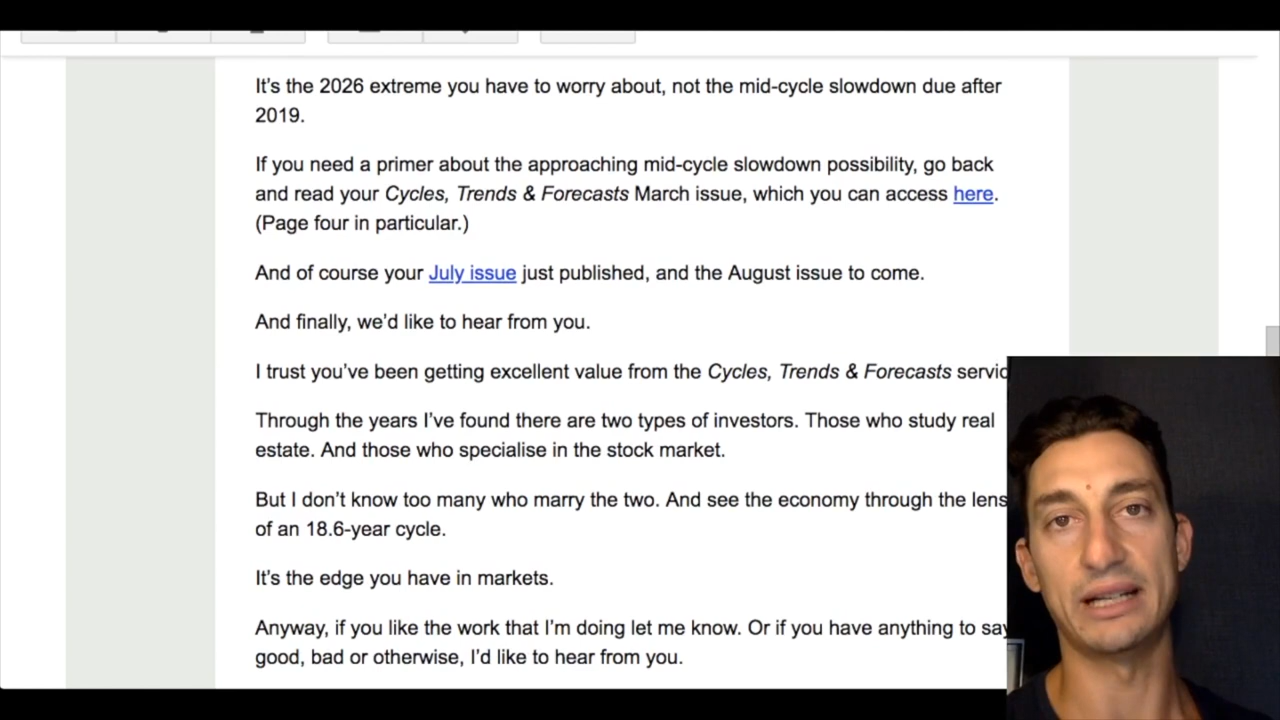 It's the 2026 extreme you have to worry about, not the mid-cycle slowdown due after
2019.
If you need a primer about the approaching mid-cycle slowdown possibility, go back
and read your Cycles, Trends & Forecasts March issue, which you can access here.
(Page four in particular.)
And of course your July issue just published, and the August issue to come.
And finally, we'd like to hear from you.
I trust you've been getting excellent value from the Cycles, Trends & Forecasts
Through the years I've found there are two types of investors. Those who study real
estate. And those who specialise in the stock market.
But I don't know too many who marry the two. And see the economy through the lens
of an 18.6-year cycle.
It's the edge you have in markets.
Anyway, if you like the work that I'm doing let me know. Or if you have anything to say
good, bad or otherwise, I'd like to hear from you.